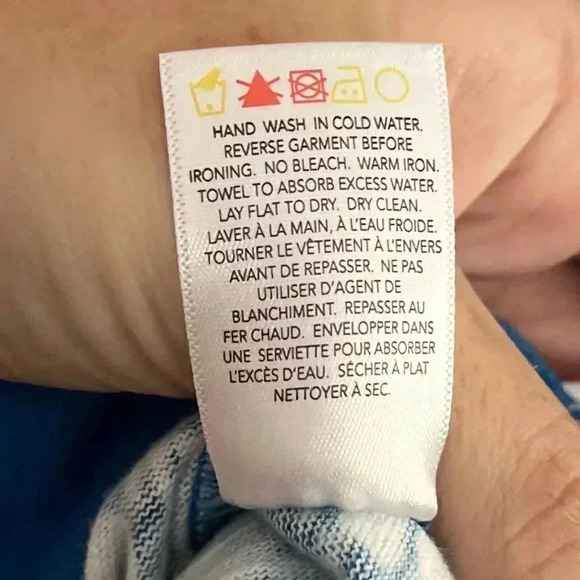 HAND WASH IN COLD WATER.
REVERSE GARMENT BEFORE
IRONING. NO BLEACH. WARM IRON.
TOWEL TO ABSORB EXCESS WATER.
LAY FLAT TO DRY. DRY CLEAN.
LAVER À LA MAIN, À L'EAU FROIDE.
TOURNER LE VÊTEMENT À L'ENVERS
AVANT DE REPASSER. NE PAS
UTILISER D'AGENT DE
BLANCHIMENT. REPASSER AU
FER CHAUD. ENVELOPPER DANS
UNE SERVIETTE POUR ABSORBER
L'EXCÈS D'EAU. SÉCHER À PLAT
NETTOYER À SEC.